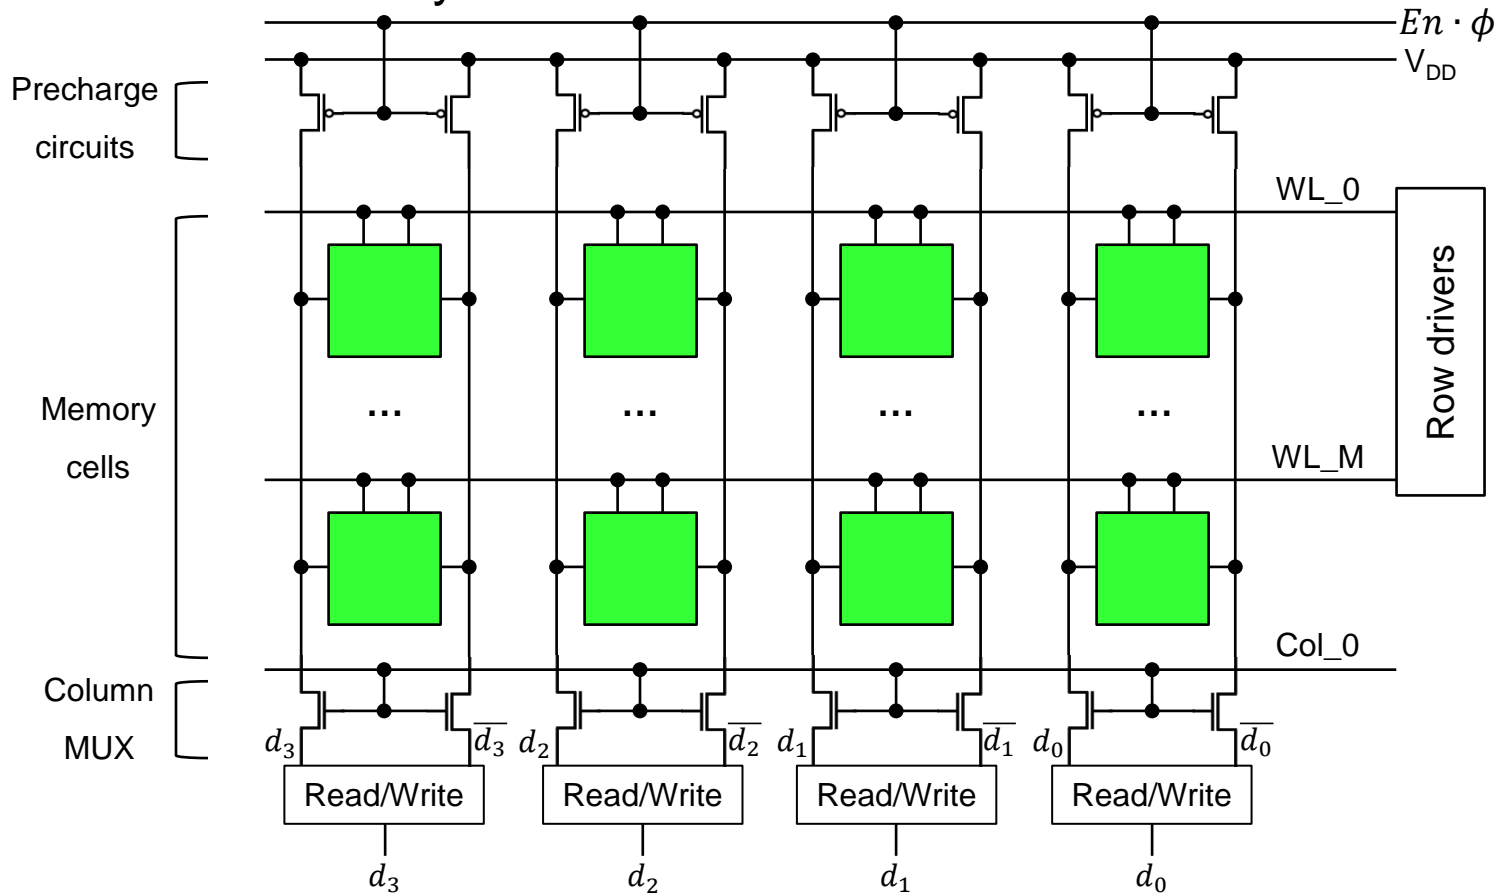 En · ϕ
V_DD
Precharge
circuits
WL_0
Row drivers
...
...
...
...
Memory
cells
WL_M
Col_0
Column
MUX
d₃ d̅₃ d₂ d̅₂ d₁ d̅₁ d₀ d̅₀
Read/Write Read/Write Read/Write Read/Write
d₃ d₂ d₁ d₀